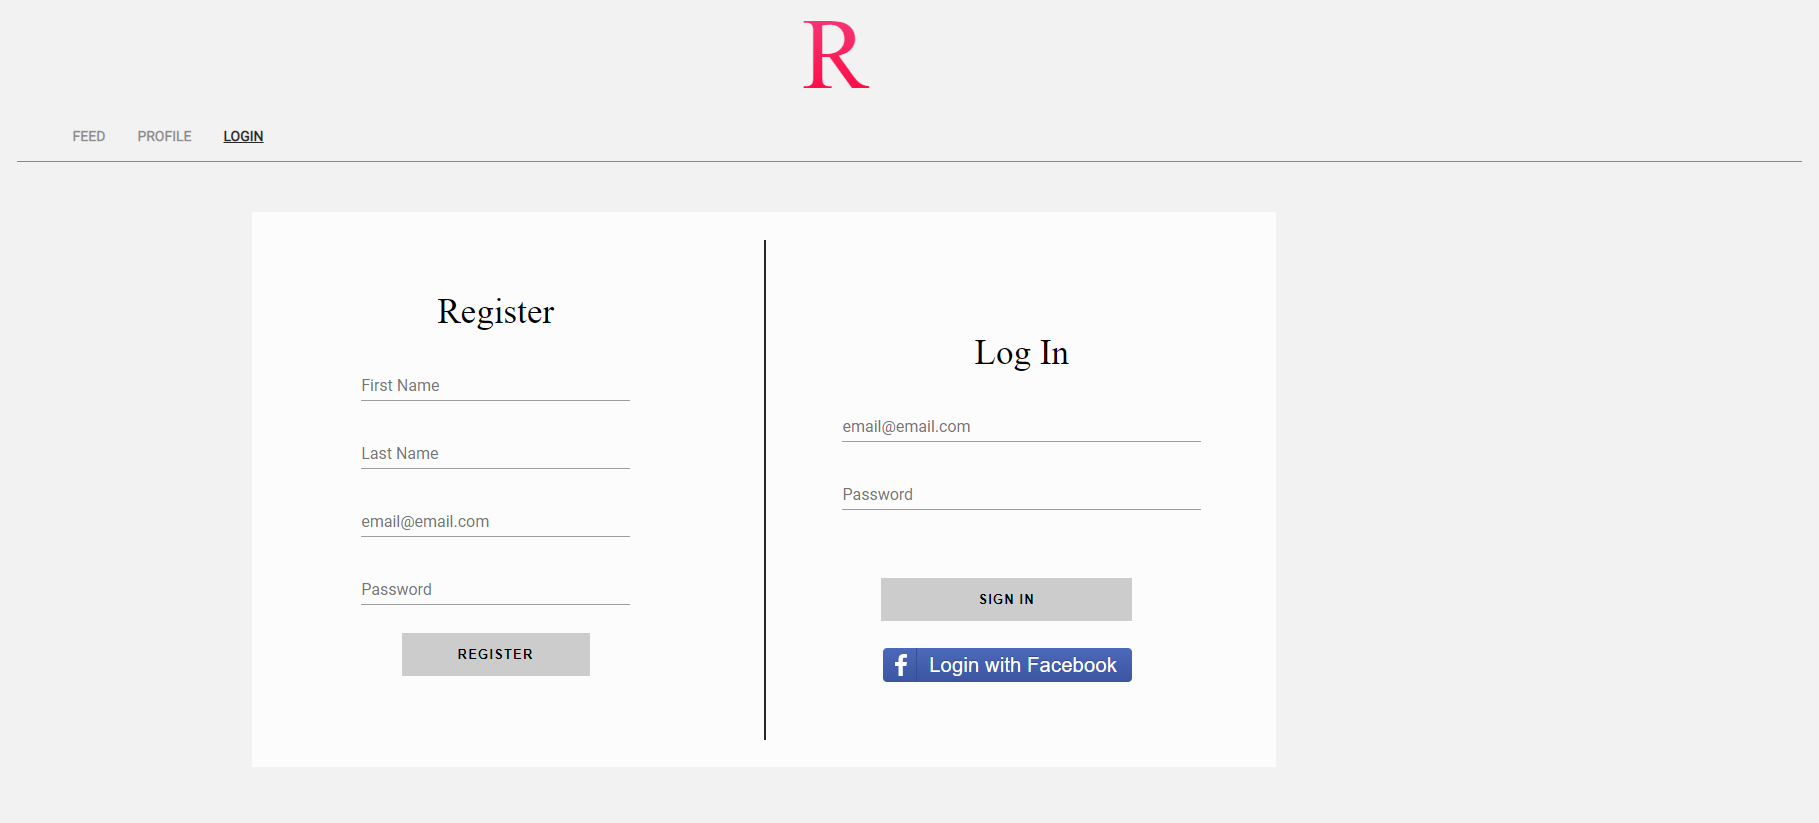 R
FEED PROFILE LOGIN
Register
First Name
Last Name
email@email.com
Password
REGISTER
Log In
email@email.com
Password
SIGN IN
f Login with Facebook